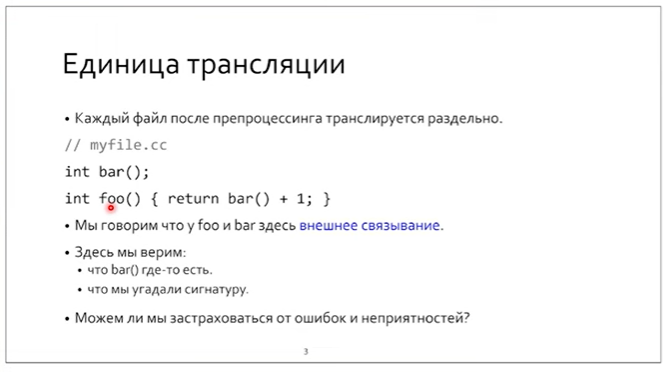 Единица трансляции
• Каждый файл после препроцессинга транслируется раздельно.
// myfile.cc
int bar();
int foo() { return bar() + 1; }
• Мы говорим что у foo и bar здесь внешнее связывание.
• Здесь мы верим:
• что bar() где-то есть.
• что мы угадали сигнатуру.
• Можем ли мы застраховаться от ошибок и неприятностей?
3